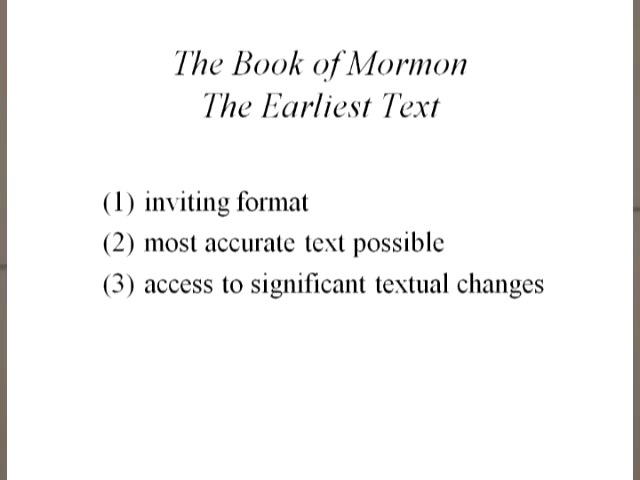 The Book of Mormon
The Earliest Text
(1) inviting format
(2) most accurate text possible
(3) access to significant textual changes